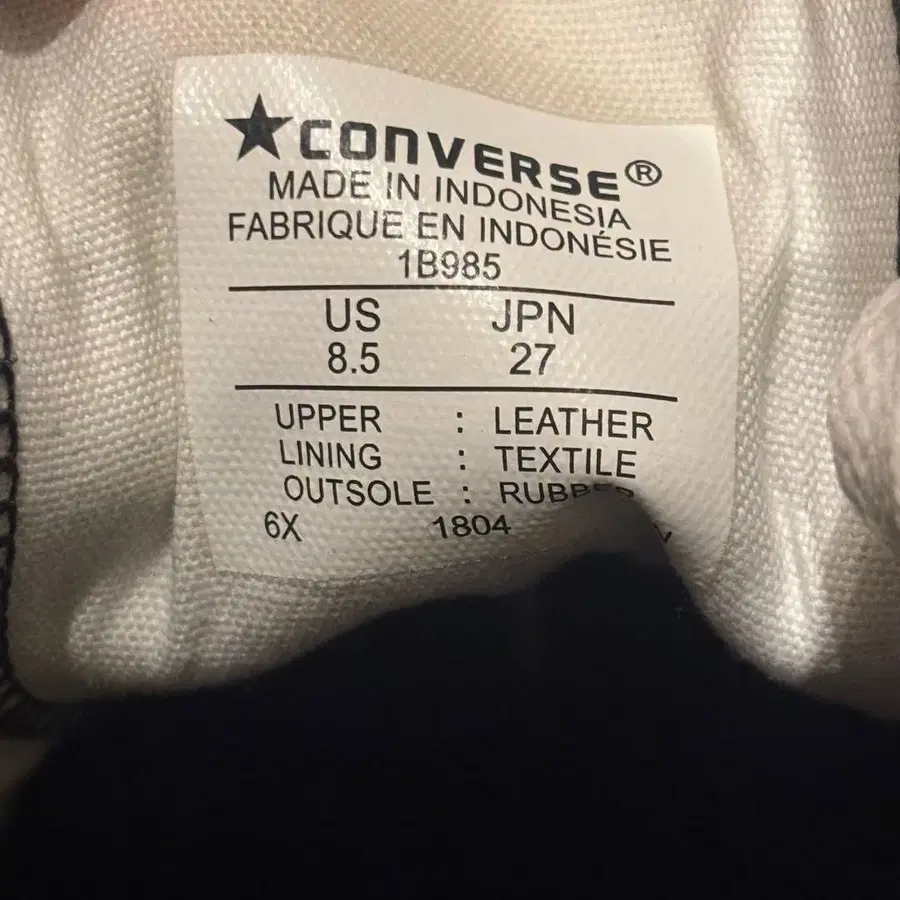 ★CONVERSE®
MADE IN INDONESIA
FABRIQUE EN INDONÉSIE
1B985
US JPN
8.5 27
UPPER : LEATHER
LINING : TEXTILE
OUTSOLE : RUBBER
6X 1804